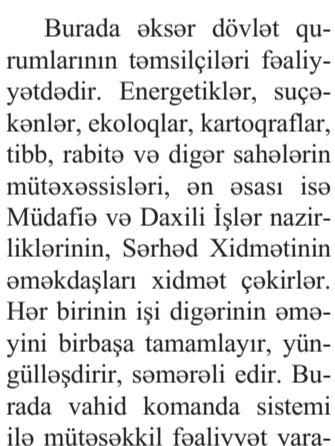 Burada əksər dövlət qu-
rumlarının təmsilçiləri fəaliy-
yətdədir. Energetiklər, suçə-
kənlər, ekoloqlar, kartoqraflar,
tibb, rabitə və digər sahələrin
mütəxəssisləri, ən əsası isə
Müdafiə və Daxili İşlər nazir-
liklərinin, Sərhəd Xidmətinin
əməkdaşları xidmət çəkirlər.
Hər birinin işi digərinin əmə-
yini birbaşa tamamlayır, yün-
gülləşdirir, səmərəli edir. Bu-
rada vahid komanda sistemi
ilə mütəşəkkil fəaliyyət yara-